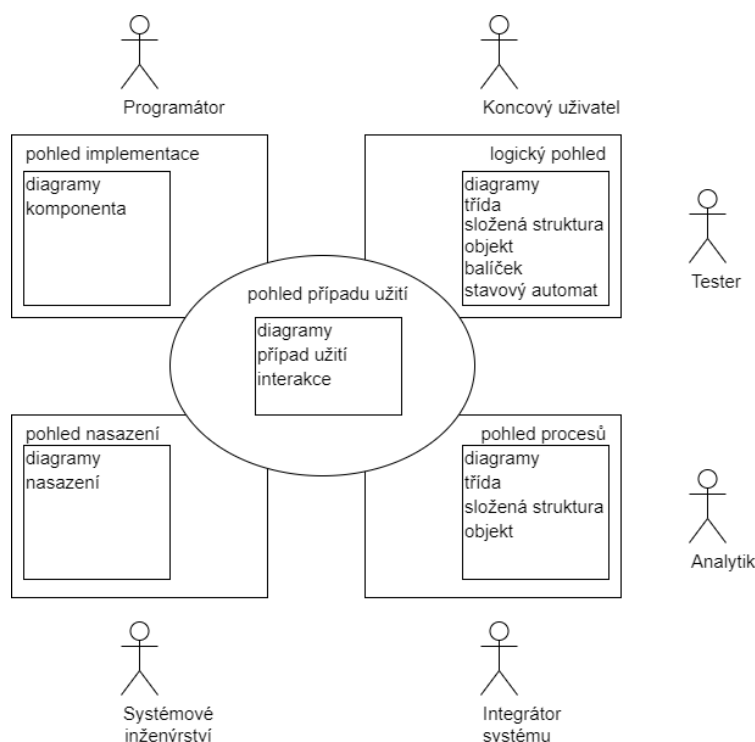 Programátor
Koncový uživatel
pohled implementace
diagramy
komponenta
logický pohled
diagramy
třída
složená struktura
objekt
balíček
stavový automat
Tester
pohled případu užití
diagramy
případ užití
interakce
pohled nasazení
diagramy
nasazení
pohled procesů
diagramy
třída
složená struktura
objekt
Analytik
Systémové
inženýrství
Integrátor
systému